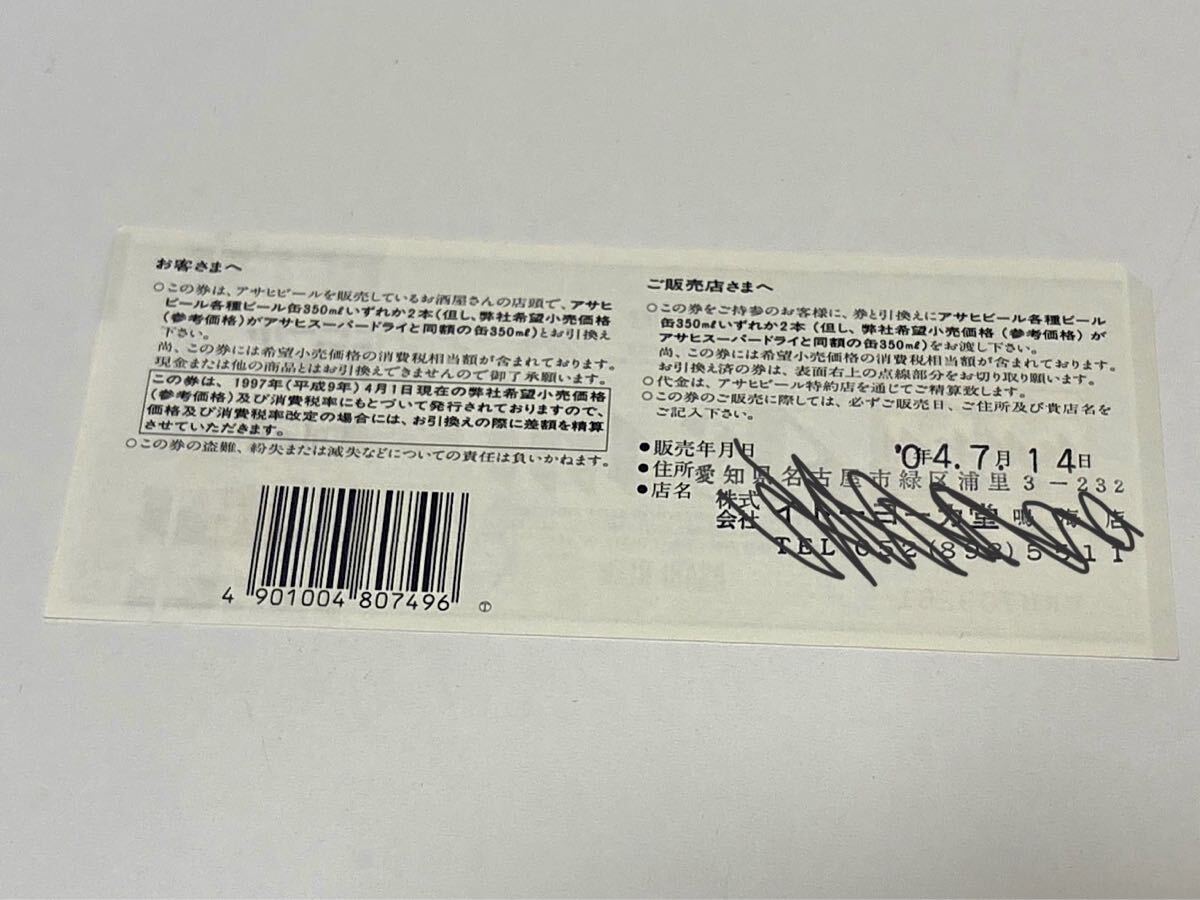 お客さまへ
○この券は、アサヒビールを販売しているお酒屋さんの店頭で、アサヒ
ビール各種ビール缶350mlいずれか2本(但し、弊社希望小売価格
(参考価格)がアサヒスーパードライと同額の缶350ml)とお引換え
下さい。
尚、この券には希望小売価格の消費税相当額が含まれております。
現金または他の商品とはお引換えできませんので御了承願います。
この券は、1997年(平成9年)4月1日現在の弊社希望小売価格
(参考価格)及び消費税率にもとづいて発行されておりますので、
価格及び消費税率改定の場合には、お引換えの際に差額を精算
させていただきます。
○この券の盗難、紛失または滅失などについての責任は負いかねます。
4 901004 807496
ご販売店さまへ
○この券をご持参のお客様に、券と引換えにアサヒビール各種ビール
缶350mlいずれか2本(但し、弊社希望小売価格(参考価格)が
アサヒスーパードライと同額の缶350ml)をお渡し下さい。
尚、この券には希望小売価格の消費税相当額が含まれております。
お引換え済の券は、表面右上の点線部分をお切り取り願います。
○代金は、アサヒビール特約店を通じてご精算致します。
○この券のご販売に際しては、必ずご販売日、ご住所及び貴店名を
ご記入下さい。
●販売年月日 '04年7月14日
●住所 愛知県名古屋市緑区浦里3-232
●店名 株式会社 イトーヨーカ堂 鳴海店
TEL 052(892)5511